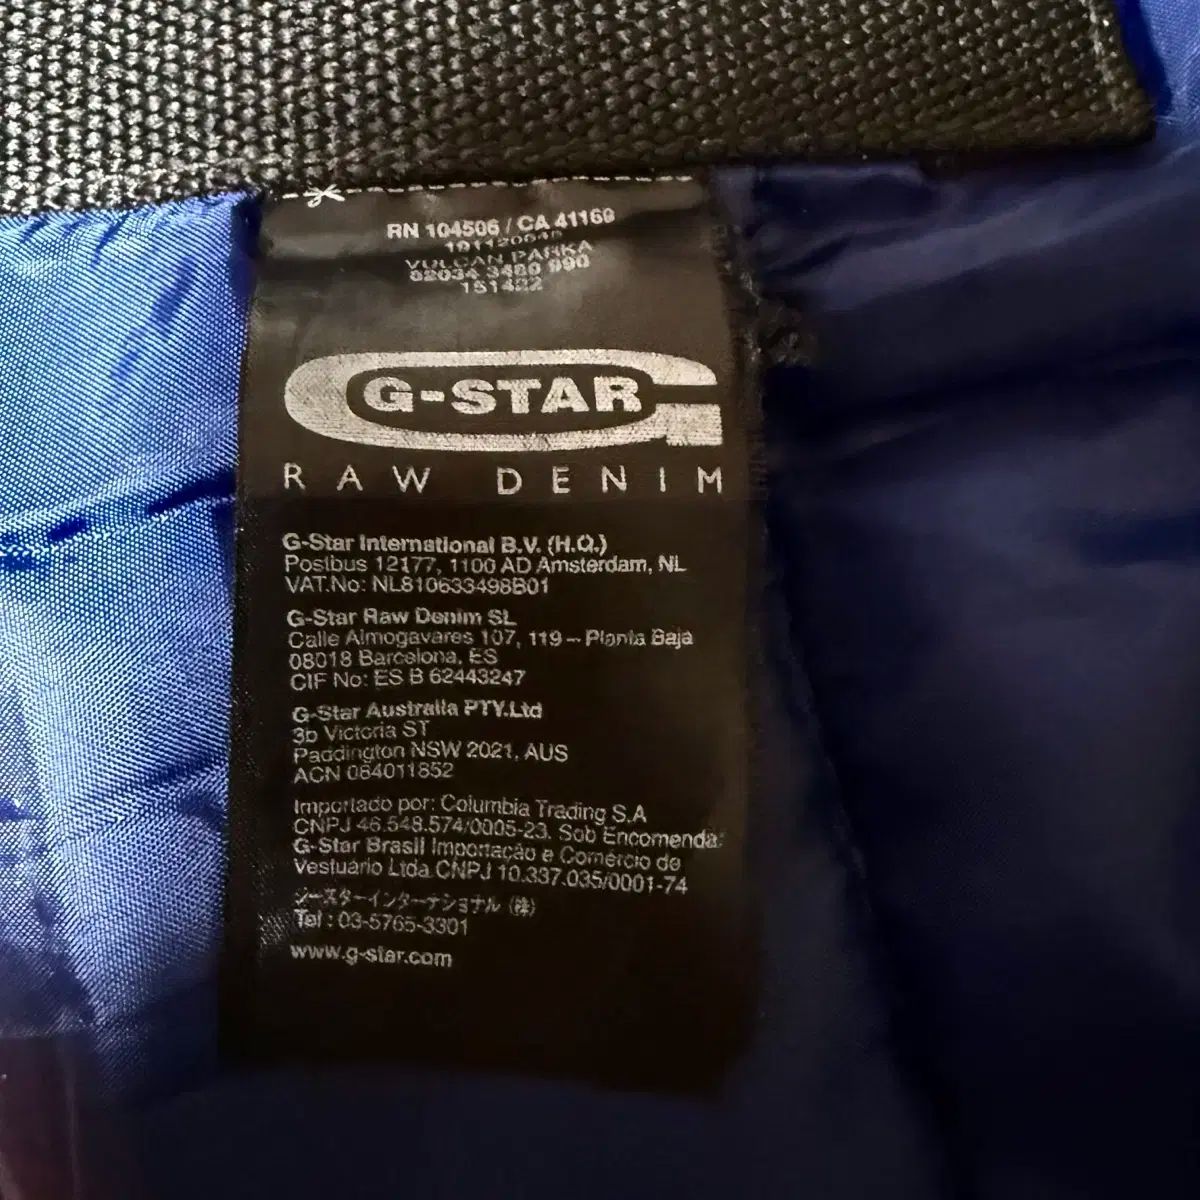 RN 104506 / CA 41169
VULCAN PARKA
82034 3480 990
151422
G-STAR
RAW DENIM
G-Star International B.V. (H.Q.)
Postbus 12177, 1100 AD Amsterdam, NL
VAT.No: NL810633498B01
G-Star Raw Denim SL
Calle Almogavares 107, 119 – Planta Baja
08018 Barcelona, ES
CIF No: ES B 62443247
G-Star Australia PTY.Ltd
3b Victoria ST
Paddington NSW 2021, AUS
ACN 084011852
Importado por: Columbia Trading S.A
CNPJ 46.548.574/0005-23. Sob Encomenda:
G-Star Brasil Importação e Comércio de
Vestuário Ltda CNPJ 10.337.035/0001-74
ジースターインターナショナル (株)
Tel : 03-5765-3301
www.g-star.com